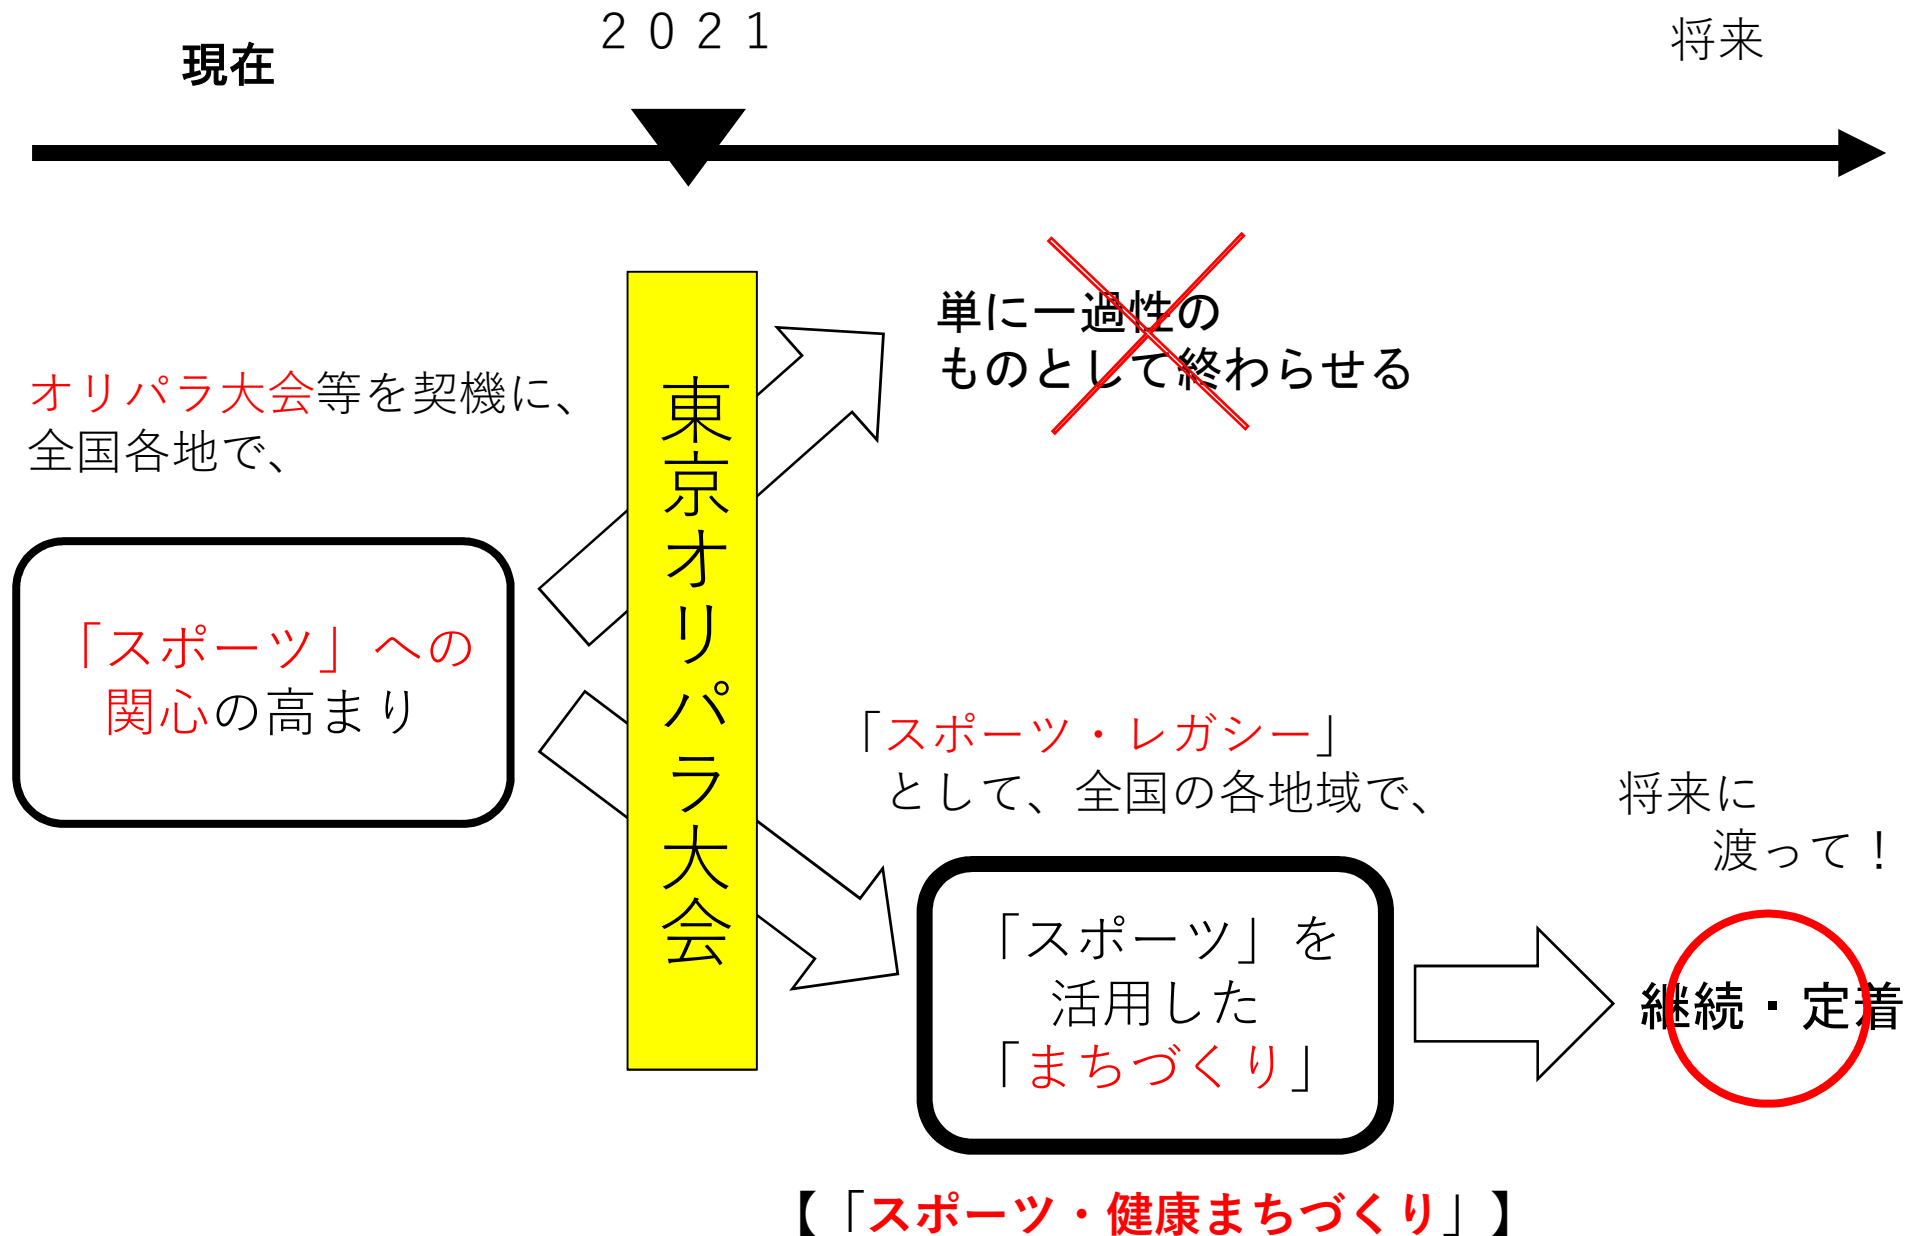 現在
２０２１
将来
単に一過性の
ものとして終わらせる
オリパラ大会等を契機に、
全国各地で、
東京オリパラ大会
「スポーツ」への
関心の高まり
「スポーツ・レガシー」
として、全国の各地域で、
将来に
渡って！
「スポーツ」を
活用した
「まちづくり」
継続・定着
【「スポーツ・健康まちづくり」】